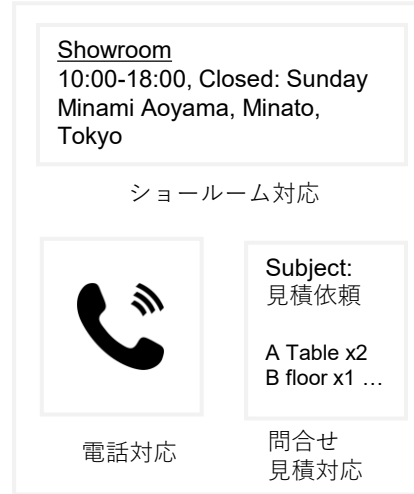 Showroom
10:00-18:00, Closed: Sunday
Minami Aoyama, Minato,
Tokyo
ショールーム対応
Subject:
見積依頼
A Table x2
B floor x1 …
電話対応
問合せ
見積対応